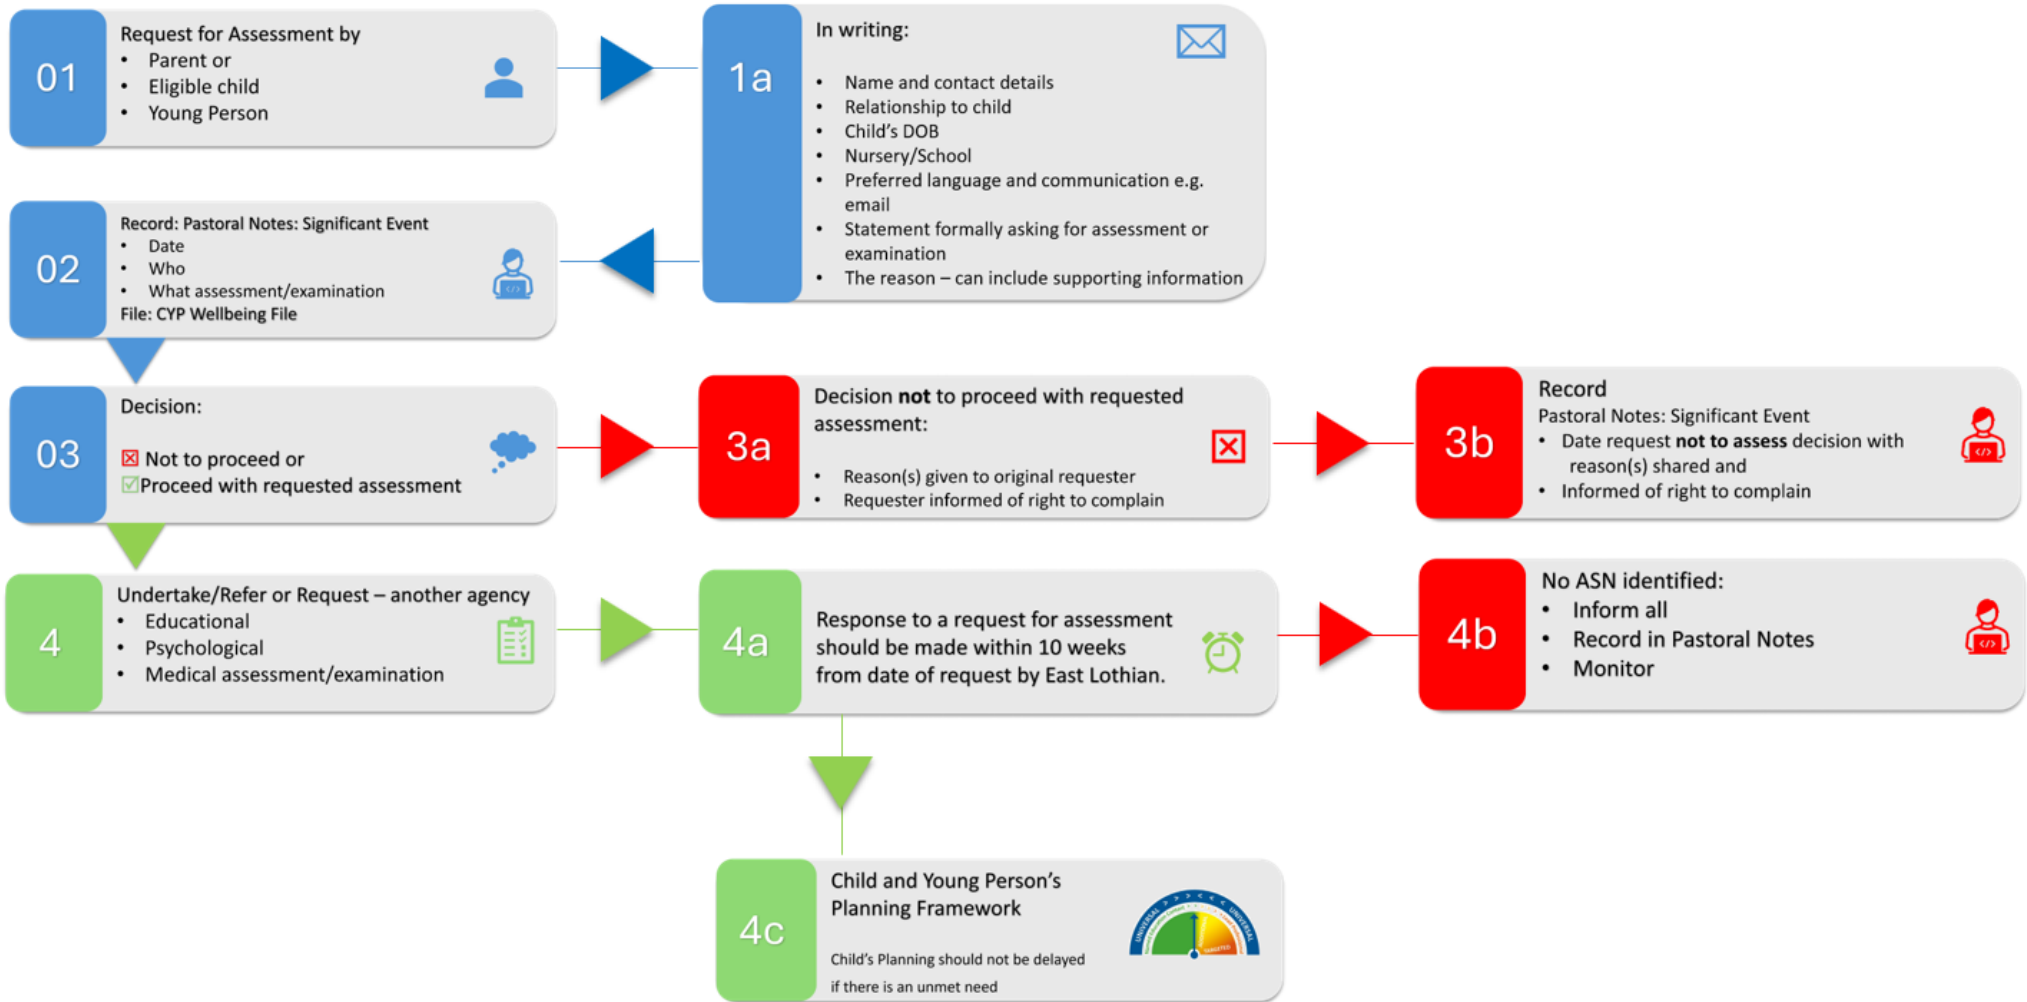 01
Request for Assessment by
• Parent or
• Eligible child
• Young Person
1a
In writing:
• Name and contact details
• Relationship to child
• Child's DOB
• Nursery/School
• Preferred language and communication e.g.
email
• Statement formally asking for assessment or
examination
• The reason – can include supporting information
02
Record: Pastoral Notes: Significant Event
• Date
• Who
• What assessment/examination
File: CYP Wellbeing File
03
Decision:
☒ Not to proceed or
☑Proceed with requested assessment
3a
Decision not to proceed with requested
assessment:
• Reason(s) given to original requester
• Requester informed of right to complain
3b
Record
Pastoral Notes: Significant Event
• Date request not to assess decision with
reason(s) shared and
• Informed of right to complain
4
Undertake/Refer or Request – another agency
• Educational
• Psychological
• Medical assessment/examination
4a
Response to a request for assessment
should be made within 10 weeks
from date of request by East Lothian.
4b
No ASN identified:
• Inform all
• Record in Pastoral Notes
• Monitor
4c
Child and Young Person's
Planning Framework
Child's Planning should not be delayed
if there is an unmet need
UNIVERSAL > > > < < < UNIVERSAL
TARGETED